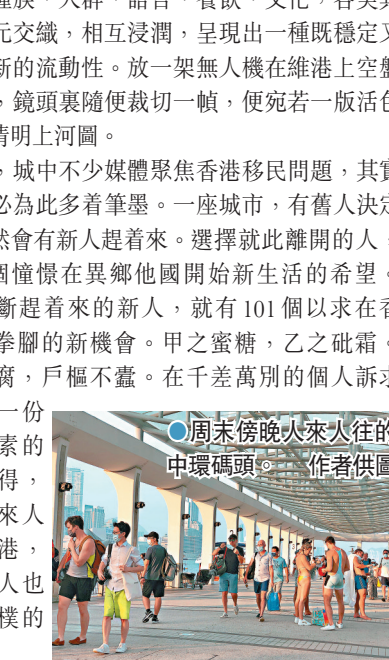 種族、人群、語言、餐飲、文化，各美其
元交織，相互浸潤，呈現出一種既穩定又
新的流動性。放一架無人機在維港上空盤
，鏡頭裏隨便裁切一幀，便宛若一版活色
清明上河圖。
，城中不少媒體聚焦香港移民問題，其實
必為此多着筆墨。一座城市，有舊人決定
然會有新人趕着來。選擇就此離開的人，
個憧憬在異鄉他國開始新生活的希望。
斷趕着來的新人，就有101個以求在香
拳腳的新機會。甲之蜜糖，乙之砒霜。
腐，戶樞不蠹。在千差萬別的個人訴求
一份
素的
得，
來人
港，
人也
樸的
●周末傍晚人來人往的
中環碼頭。 作者供圖